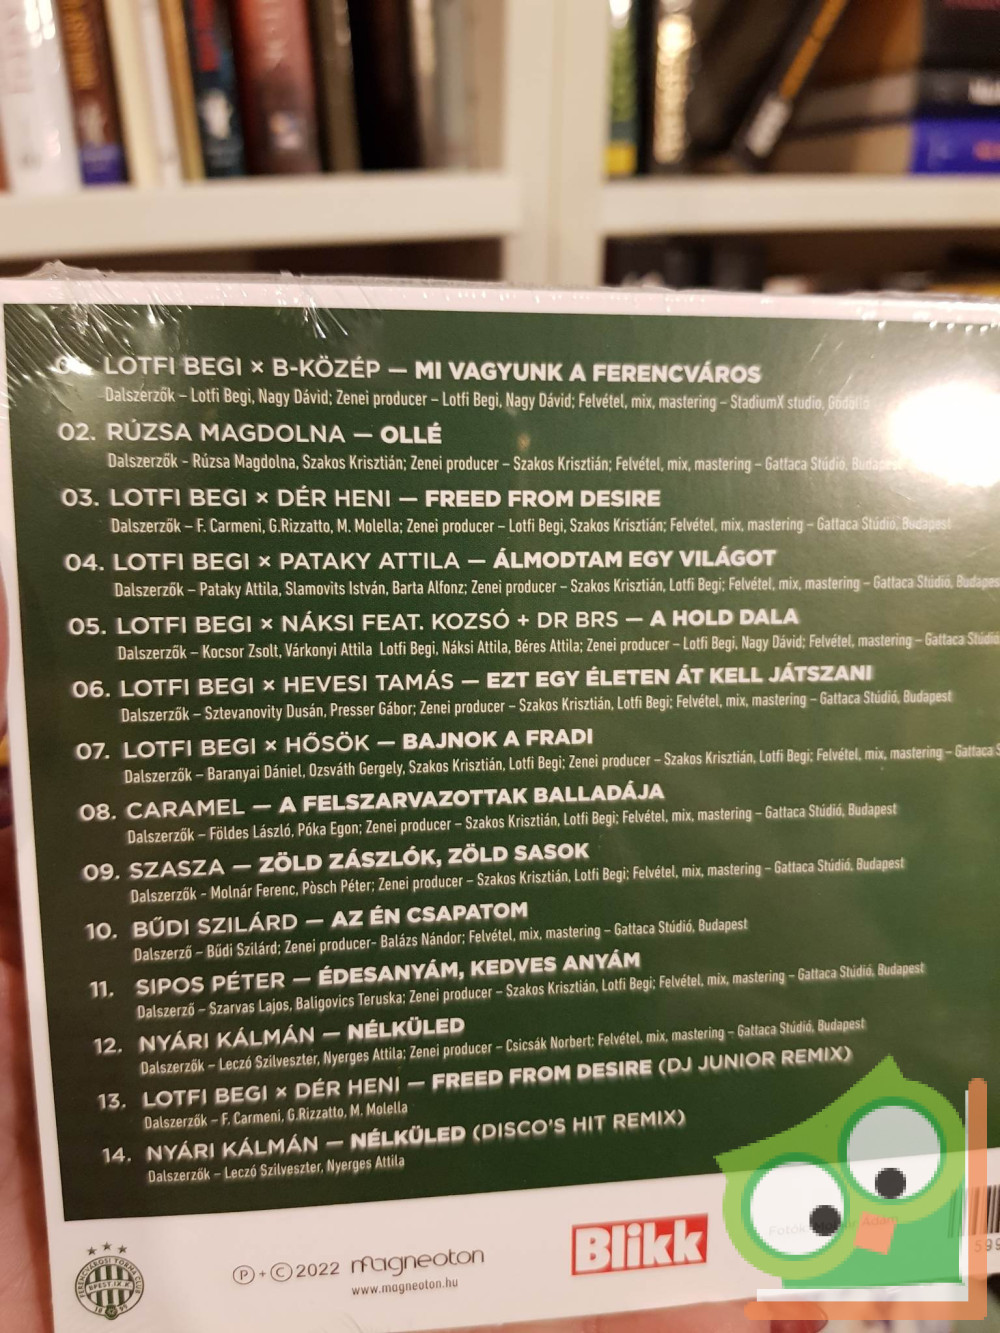 LOTFI BEGI × B-KÖZÉP — MI VAGYUNK A FERENCVÁROS
Dalszerzők – Lotfi Begi, Nagy Dávid; Zenei producer – Lotfi Begi, Nagy Dávid; Felvétel, mix, mastering – StadiumX studio, Gödöllő
02. RÚZSA MAGDOLNA — OLLÉ
Dalszerzők - Rúzsa Magdolna, Szakos Krisztián; Zenei producer – Szakos Krisztián; Felvétel, mix, mastering – Gattaca Stúdió, Budapest
03. LOTFI BEGI × DÉR HENI — FREED FROM DESIRE
Dalszerzők – F. Carmeni, G.Rizzatto, M. Molella; Zenei producer – Lotfi Begi, Szakos Krisztián; Felvétel, mix, mastering – Gattaca Stúdió, Budapest
04. LOTFI BEGI × PATAKY ATTILA — ÁLMODTAM EGY VILÁGOT
Dalszerzők – Pataky Attila, Slamovits István, Barta Alfonz; Zenei producer – Szakos Krisztián, Lotfi Begi; Felvétel, mix, mastering – Gattaca Stúdió, Budapes
05. LOTFI BEGI × NÁKSI FEAT. KOZSÓ + DR BRS — A HOLD DALA
Dalszerzők – Kocsor Zsolt, Várkonyi Attila Lotfi Begi, Náksi Attila, Béres Attila; Zenei producer – Lotfi Begi, Nagy Dávid; Felvétel, mastering – Gattaca Stúdió
06. LOTFI BEGI × HEVESI TAMÁS — EZT EGY ÉLETEN ÁT KELL JÁTSZANI
Dalszerzők – Sztevanovity Dusán, Presser Gábor; Zenei producer – Szakos Krisztián, Lotfi Begi; Felvétel, mix, mastering – Gattaca Stúdió, Budapest
07. LOTFI BEGI × HŐSÖK — BAJNOK A FRADI
Dalszerzők – Baranyai Dániel, Ozsváth Gergely, Szakos Krisztián, Lotfi Begi; Zenei producer – Szakos Krisztián, Lotfi Begi; Felvétel, mix, mastering – Gattaca S
08. CARAMEL — A FELSZARVAZOTTAK BALLADÁJA
Dalszerzők – Földes László, Póka Egon; Zenei producer – Szakos Krisztián, Lotfi Begi; Felvétel, mix, mastering – Gattaca Stúdió, Budapest
09. SZASZA — ZÖLD ZÁSZLÓK, ZÖLD SASOK
Dalszerzők - Molnár Ferenc, Pòsch Péter; Zenei producer – Szakos Krisztián, Lotfi Begi; Felvétel, mix, mastering – Gattaca Stúdió, Budapest
10. BŰDI SZILÁRD — AZ ÉN CSAPATOM
Dalszerző – Bűdi Szilárd; Zenei producer- Balázs Nándor; Felvétel, mix, mastering – Gattaca Stúdió, Budapest
11. SIPOS PÉTER — ÉDESANYÁM, KEDVES ANYÁM
Dalszerző – Szarvas Lajos, Baligovics Teruska; Zenei producer – Szakos Krisztián, Lotfi Begi; Felvétel, mix, mastering – Gattaca Stúdió, Budapest
12. NYÁRI KÁLMÁN — NÉLKÜLED
Dalszerzők – Leczó Szilveszter, Nyerges Attila; Zenei producer – Csicsák Norbert; Felvétel, mix, mastering – Gattaca Stúdió, Budapest
13. LOTFI BEGI × DÉR HENI — FREED FROM DESIRE (DJ JUNIOR REMIX)
Dalszerzők – F. Carmeni, G.Rizzatto, M. Molella
14. NYÁRI KÁLMÁN — NÉLKÜLED (DISCO'S HIT REMIX)
Dalszerzők – Leczó Szilveszter, Nyerges Attila
FERENCVÁROSI TORNA CLUB
BPEST. IX. K.
18 99
Ⓟ + Ⓒ 2022 magneoton
www.magneoton.hu
Blikk
599